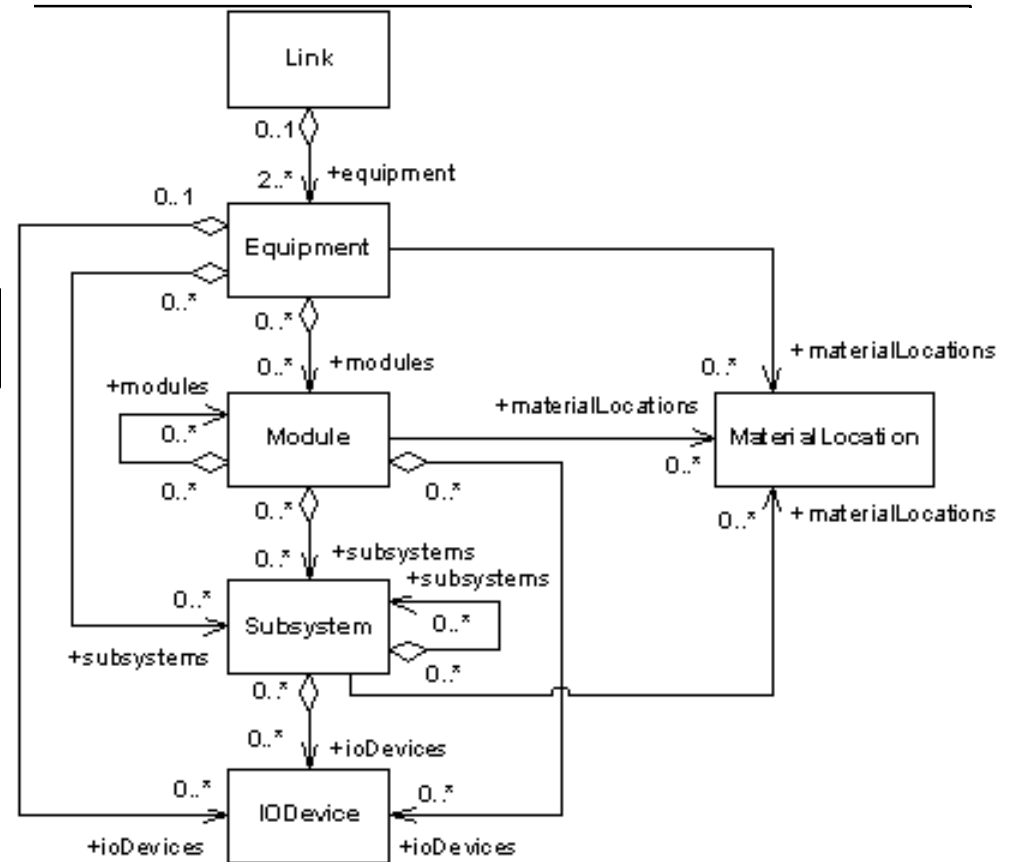 Link
0..1
2..*
+equipment
0..1
Equipment
0..*
0..*
0..*
+modules
+ materialLocations
0..*
+modules
0..*
0..*
Module
+materialLocations
0..*
MaterialLocation
0..*
0..*
0..*
+subsystems
+ materialLocations
0..*
+subsystems
0..*
0..*
0..*
+subsystems
Subsystem
0..*
0..*
+ioDevices
0..*
+ioDevices
IODevice
0..*
+ioDevices